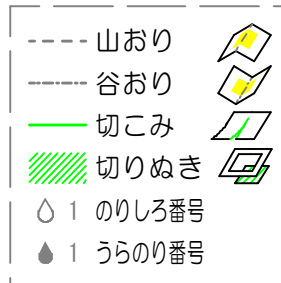 山おり
谷おり
切こみ
切りぬき
1 のりしろ番号
1 うらのり番号